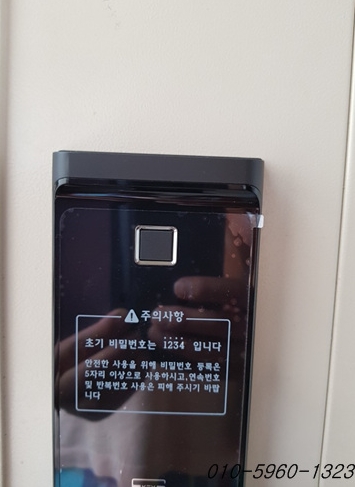 010-5960-1323
⚠주의사항
초기 비밀번호는 1234 입니다
안전한 사용을 위해 비밀번호 등록은
5자리 이상으로 사용하시고,연속번호
및 반복번호 사용은 피해 주시기 바랍
니다
010-5960-1323